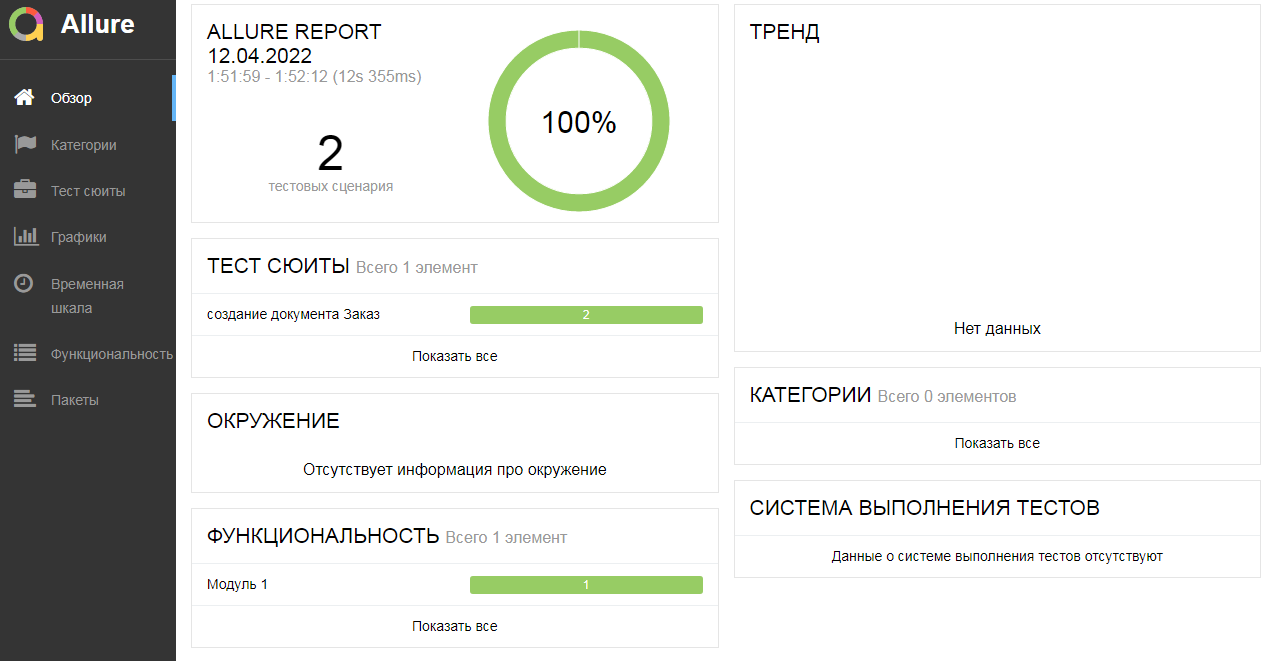 Allure
Обзор
Категории
Тест сюиты
Графики
Временная
шкала
Функциональность
Пакеты
ALLURE REPORT
12.04.2022
1:51:59 - 1:52:12 (12s 355ms)
2
тестовых сценария
100%
ТЕСТ СЮИТЫ Всего 1 элемент
создание документа Заказ 2
Показать все
ОКРУЖЕНИЕ
Отсутствует информация про окружение
ФУНКЦИОНАЛЬНОСТЬ Всего 1 элемент
Модуль 1 1
Показать все
ТРЕНД
Нет данных
КАТЕГОРИИ Всего 0 элементов
Показать все
СИСТЕМА ВЫПОЛНЕНИЯ ТЕСТОВ
Данные о системе выполнения тестов отсутствуют